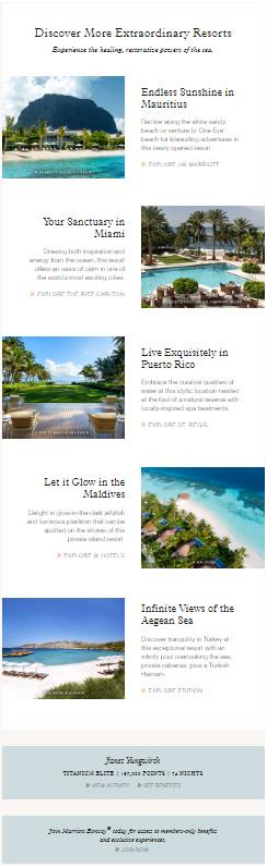 Discover More Extraordinary Resorts
Experience the healing, restorative powers of the sea.
Endless Sunshine in
Mauritius
Recline along the white sandy
beach or venture to One Eye
beach for kitesurfing adventures in
this newly opened resort.
EXPLORE JW MARRIOTT
Your Sanctuary in
Miami
Drawing both inspiration and
energy from the ocean, this resort
offers an oasis of calm in one of
the world's most exciting cities.
EXPLORE THE RITZ-CARLTON
Live Exquisitely in
Puerto Rico
Embrace the curative qualities of
water at this idyllic location nestled
at the foot of a natural reserve with
locally-inspired spa treatments.
EXPLORE ST. REGIS
Let it Glow in the
Maldives
Delight in glow-in-the-dark jellyfish
and luminous plankton that can be
spotted on the shores of this
private island resort.
EXPLORE W HOTELS
Infinite Views of the
Aegean Sea
Discover tranquility in Turkey at
this exceptional resort with an
infinity pool overlooking the sea,
private cabanas, plus a Turkish
Hamam.
EXPLORE EDITION
TITANIUM ELITE | POINTS | NIGHTS
VIEW ACTIVITY SEE BENEFITS
Join Marriott Bonvoy® today for access to members-only benefits
and exclusive experiences.
JOIN NOW